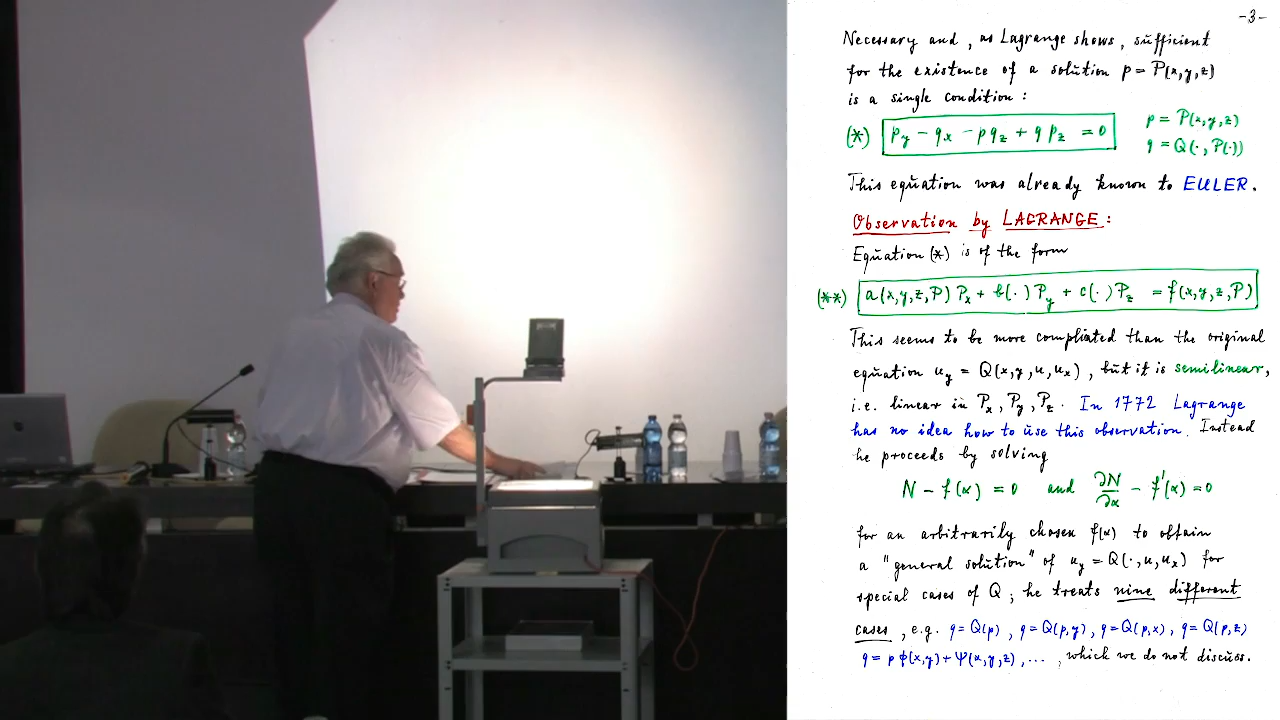 -3-
Necessary and, as Lagrange shows, sufficient
for the existence of a solution p = P(x,y,z)
is a single condition:
(*) p_y - q_x - p q_z + q p_z = 0
p = P(x,y,z)
q = Q(·, P(·))
This equation was already known to EULER.
Observation by LAGRANGE:
Equation (*) is of the form
(**) a(x,y,z,P) P_x + b(·) P_y + c(·) P_z = f(x,y,z,P)
This seems to be more compliated than the original
equation u_y = Q(x,y,u,u_x), but it is semilinear,
i.e. linear in P_x, P_y, P_z. In 1772 Lagrange
has no idea how to use this observation. Instead
he proceeds by solving
N - f(α) = 0 and ∂N/∂α - f'(α) = 0
for an arbitrarily chosen f(α) to obtain
a "general solution" of u_y = Q(·,u,u_x) for
special cases of Q; he treats nine different
cases, e.g. q = Q(p), q = Q(p,y), q = Q(p,x), q = Q(p,z)
q = p ϕ(x,y) + Ψ(x,y,z), ..., which we do not discuss.